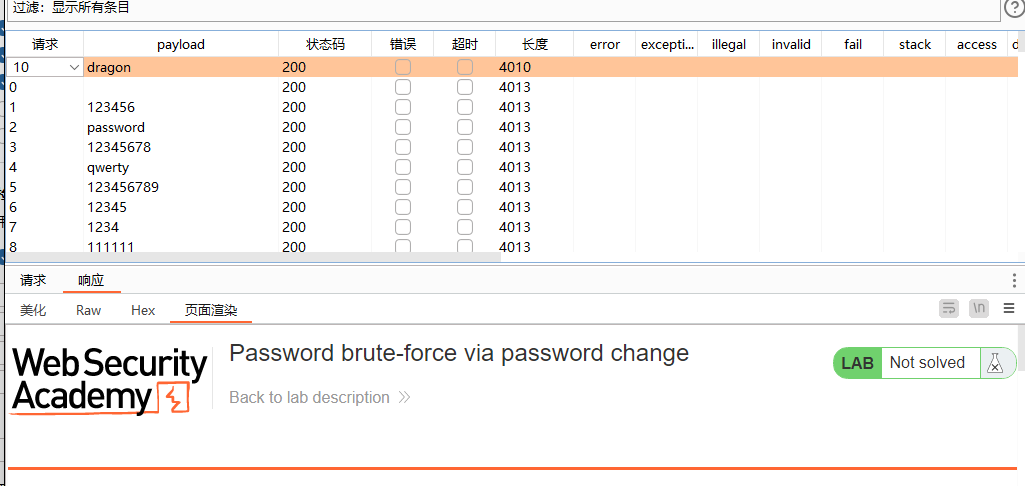 过滤：显示所有条目
请求 payload 状态码 错误 超时 长度 error excepti... illegal invalid fail stack access d
10 dragon 200 4010
0 200 4013
1 123456 200 4013
2 password 200 4013
3 12345678 200 4013
4 qwerty 200 4013
5 123456789 200 4013
6 12345 200 4013
7 1234 200 4013
8 111111 200 4013
请求 响应
美化 Raw Hex 页面渲染 \n
Web Security
Academy
Password brute-force via password change
Back to lab description
LAB Not solved